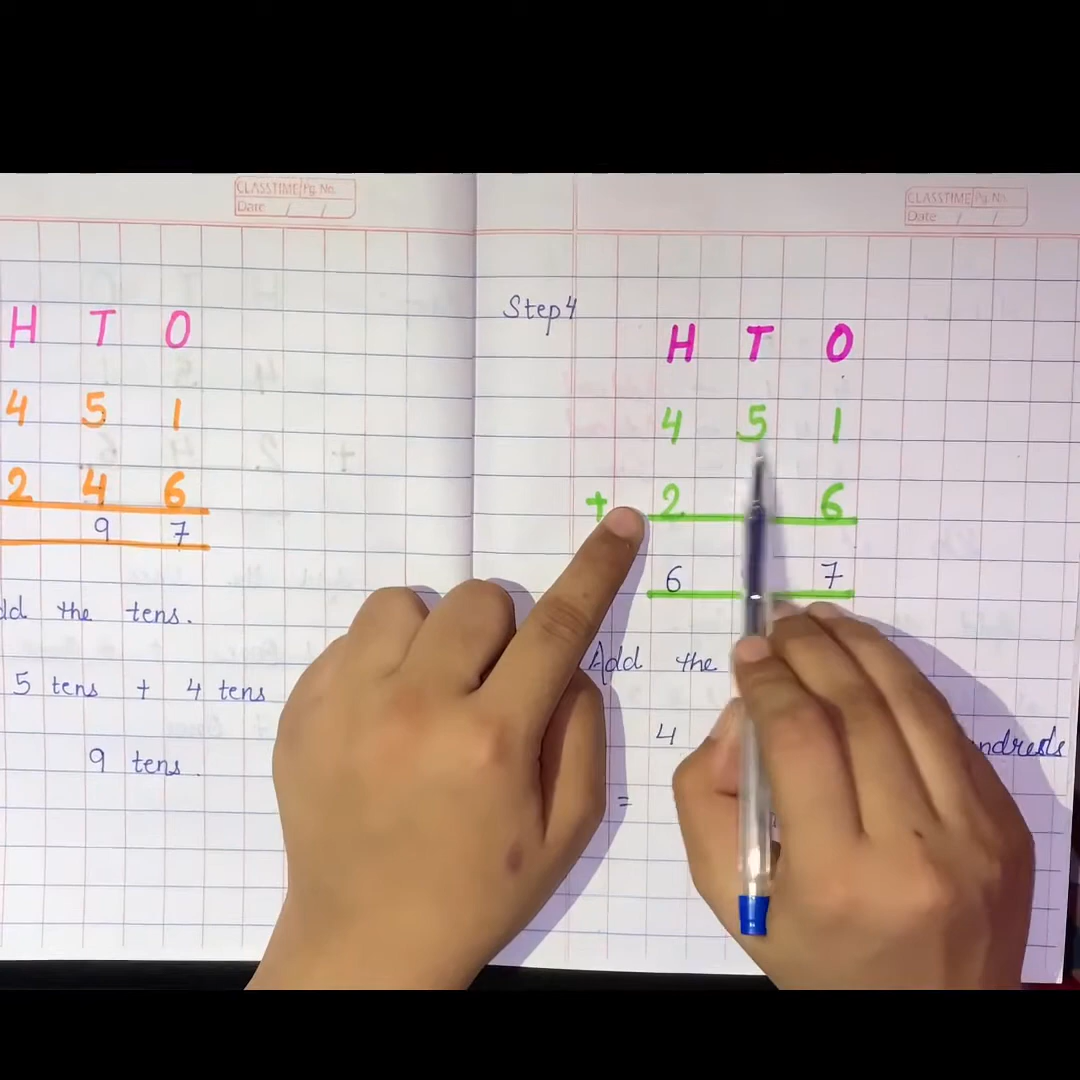 CLASSTIME Pg. No.
Date / /
H T O
4 5 1
2 4 6
9 7
dd the tens.
5 tens + 4 tens
9 tens.
CLASSTIME Pg. No.
Date / /
Step 4
H T O
4 5 1
+ 2 6
6 7
Add the
4 ndreds
=